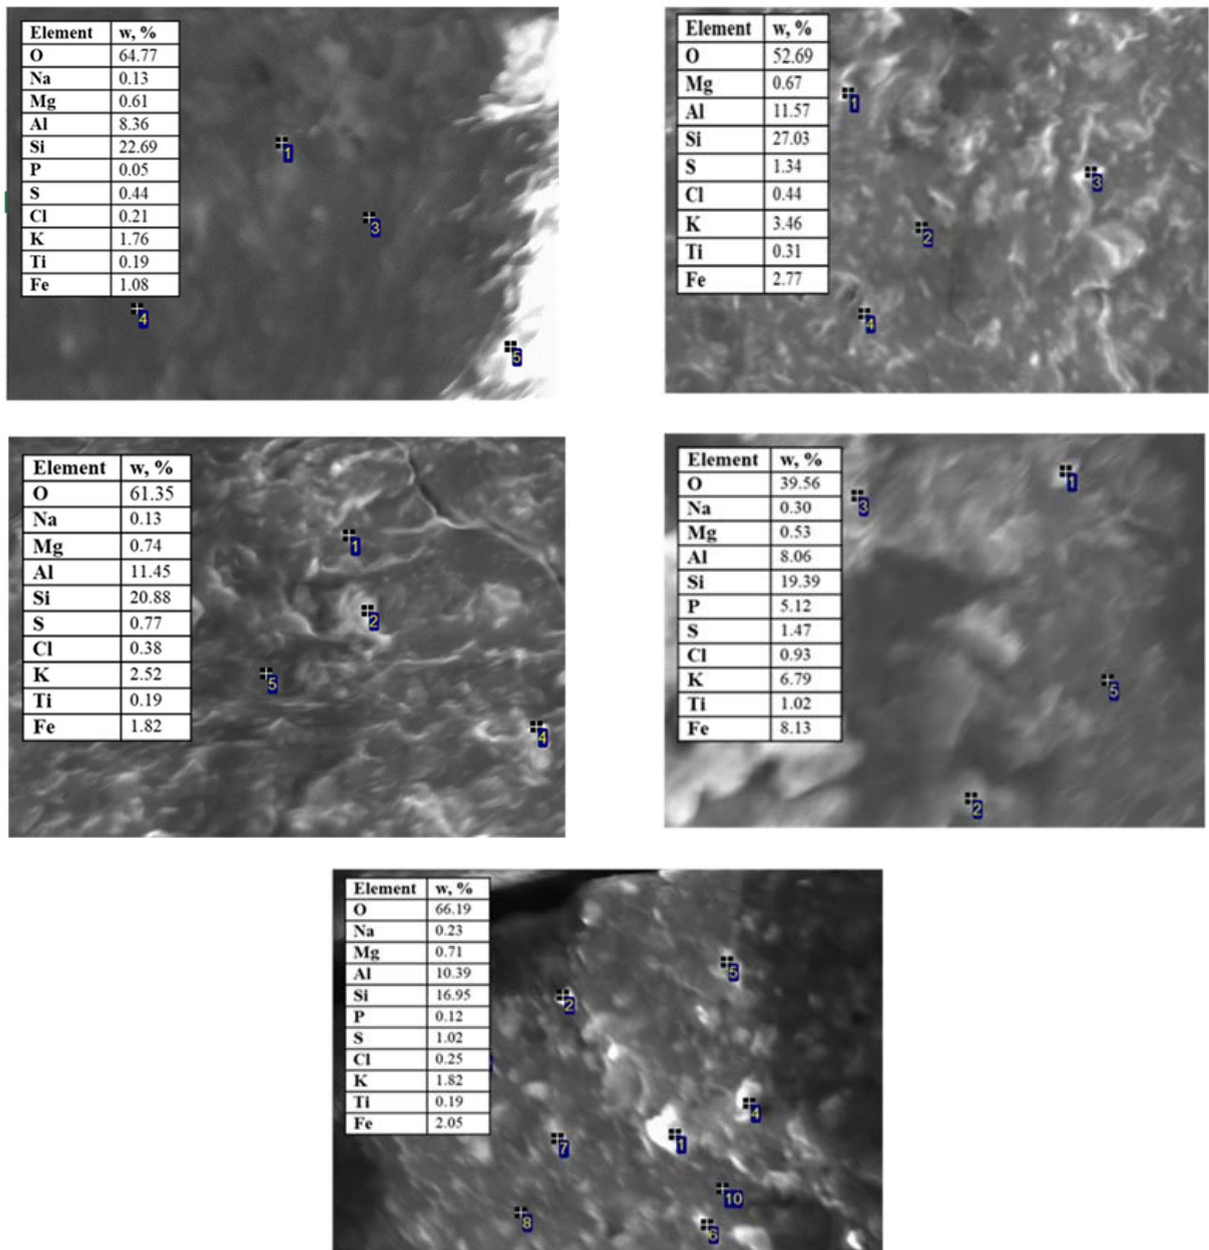 Element w, %
O 64.77
Na 0.13
Mg 0.61
Al 8.36
Si 22.69
P 0.05
S 0.44
Cl 0.21
K 1.76
Ti 0.19
Fe 1.08
1
3
4
5
Element w, %
O 52.69
Mg 0.67
Al 11.57
Si 27.03
S 1.34
Cl 0.44
K 3.46
Ti 0.31
Fe 2.77
1
3
2
4
Element w, %
O 61.35
Na 0.13
Mg 0.74
Al 11.45
Si 20.88
S 0.77
Cl 0.38
K 2.52
Ti 0.19
Fe 1.82
1
2
5
4
Element w, %
O 39.56
Na 0.30
Mg 0.53
Al 8.06
Si 19.39
P 5.12
S 1.47
Cl 0.93
K 6.79
Ti 1.02
Fe 8.13
1
3
5
2
Element w, %
O 66.19
Na 0.23
Mg 0.71
Al 10.39
Si 16.95
P 0.12
S 1.02
Cl 0.25
K 1.82
Ti 0.19
Fe 2.05
5
2
4
7
1
10
8
6